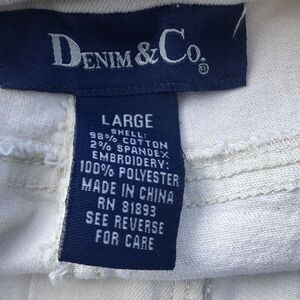 DENIM & CO.®
LARGE
SHELL:
98% COTTON
2% SPANDEX
EMBROIDERY:
100% POLYESTER
MADE IN CHINA
RN 81893
SEE REVERSE
FOR CARE